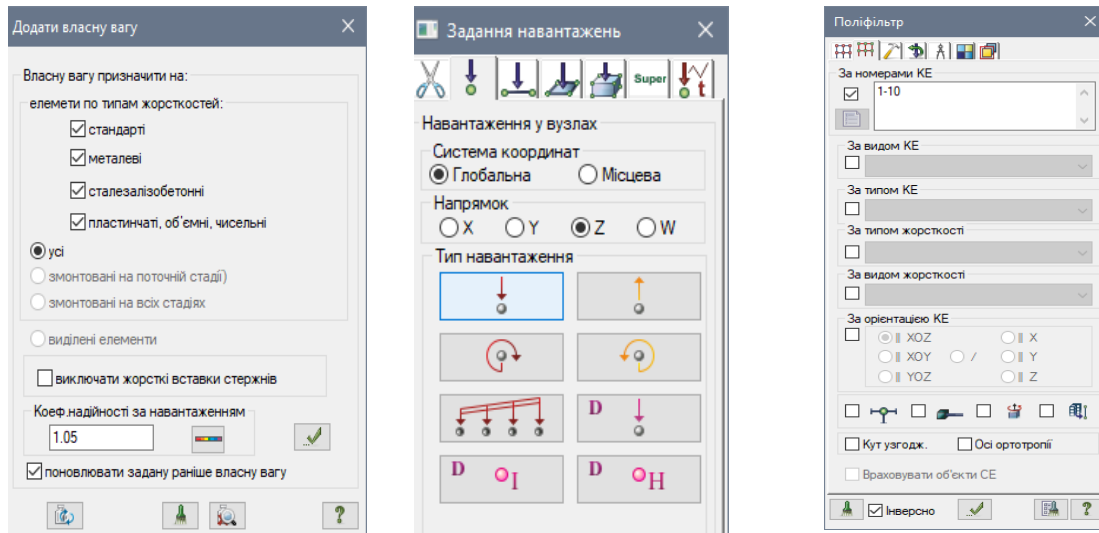 Додати власну вагу
Власну вагу призначити на:
елемети по типам жорсткостей:
стандарті
металеві
сталезалізобетонні
пластинчаті, об'ємні, чисельні
усі
змонтовані на поточній стадії)
змонтовані на всіх стадіях
виділені елементи
виключати жорсткі вставки стержнів
Коеф.надійності за навантаженням
1.05
поновлювати задану раніше власну вагу
?
Задання навантажень
Super
t
Навантаження у вузлах
Система координат
Глобальна Місцева
Напрямок
X Y Z W
Тип навантаження
D
D I D H
Поліфільтр
За номерами КЕ
1-10
За видом КЕ
За типом КЕ
За типом жорсткості
За видом жорсткості
За орієнтацією КЕ
XOZ X
XOY / Y
YOZ Z
Кут узгодж. Осі ортотропії
Враховувати об'єкти СЕ
Інверсно ?